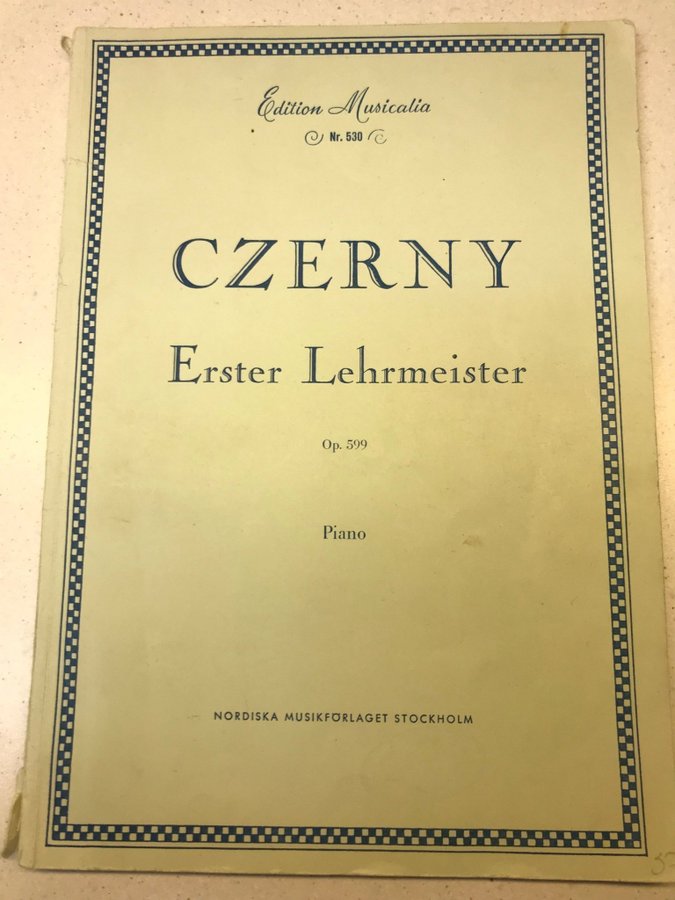 Edition Musicalia
Nr. 530
CZERNY
Erster Lehrmeister
Op. 599
Piano
NORDISKA MUSIKFÖRLAGET STOCKHOLM